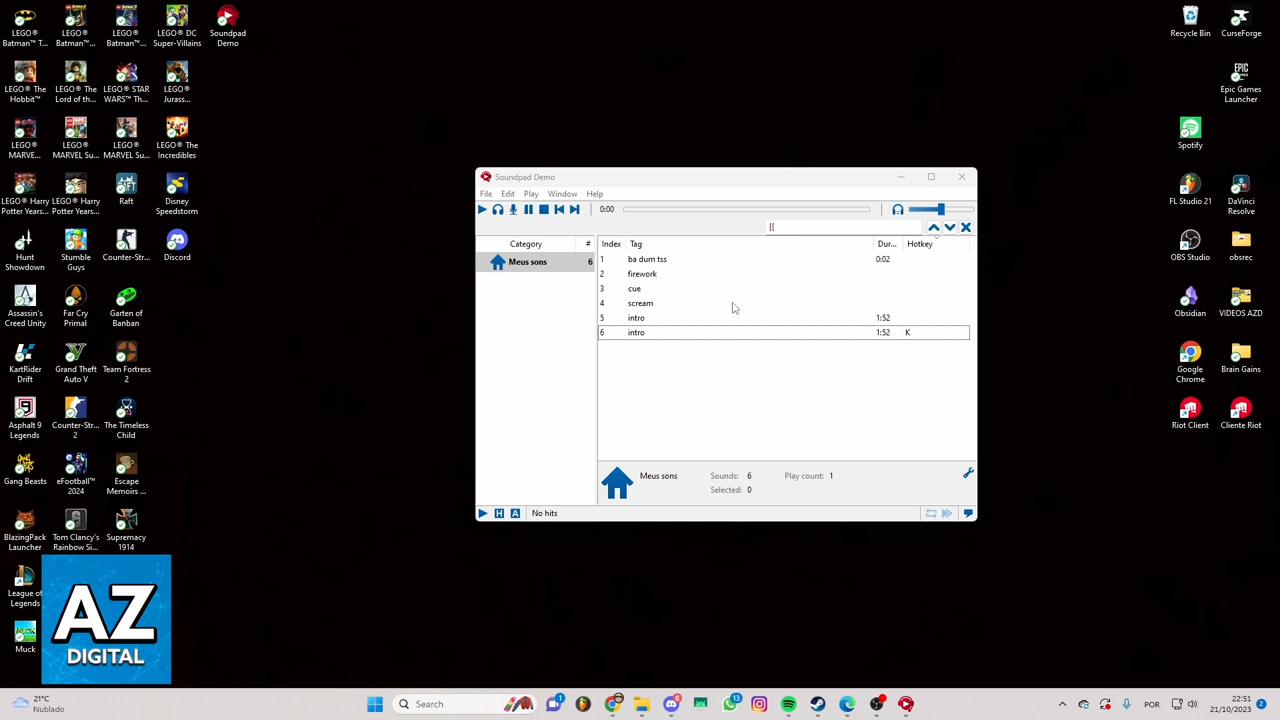 LEGO® Batman™ T...
LEGO® Batman™...
LEGO® Batman™...
LEGO® DC Super-Villains
Soundpad Demo
LEGO® The Hobbit™
LEGO® The Lord of th...
LEGO® STAR WARS™ Th...
LEGO® Jurass...
LEGO® MARVEL...
LEGO® MARVEL Su...
LEGO® MARVEL Su...
LEGO® The Incredibles
LEGO® Harry Potter Years...
LEGO® Harry Potter Years...
Raft
Disney Speedstorm
Hunt Showdown
Stumble Guys
Counter-Str...
Discord
Assassin's Creed Unity
Far Cry Primal
Garten of Banban
KartRider Drift
Grand Theft Auto V
Team Fortress 2
Asphalt 9 Legends
Counter-Str... 2
The Timeless Child
Gang Beasts
eFootball™ 2024
Escape Memoirs ...
BlazingPack Launcher
Tom Clancy's Rainbow Si...
Supremacy 1914
League of Legends
Muck
AZ
DIGITAL
Soundpad Demo
File Edit Play Window Help
0:00
[[
Category #
Meus sons 6
Index Tag Dur... Hotkey
1 ba dum tss 0:02
2 firework
3 cue
4 scream
5 intro 1:52
6 intro 1:52 K
Meus sons Sounds: 6 Play count: 1
Selected: 0
H A No hits
Recycle Bin
CurseForge
Epic Games Launcher
Spotify
FL Studio 21
DaVinci Resolve
OBS Studio
obsrec
Obsidian
VIDEOS AZD
Google Chrome
Brain Gains
Riot Client
Cliente Riot
21°C
Nublado
Search
1
13
POR
22:51
21/10/2023
2